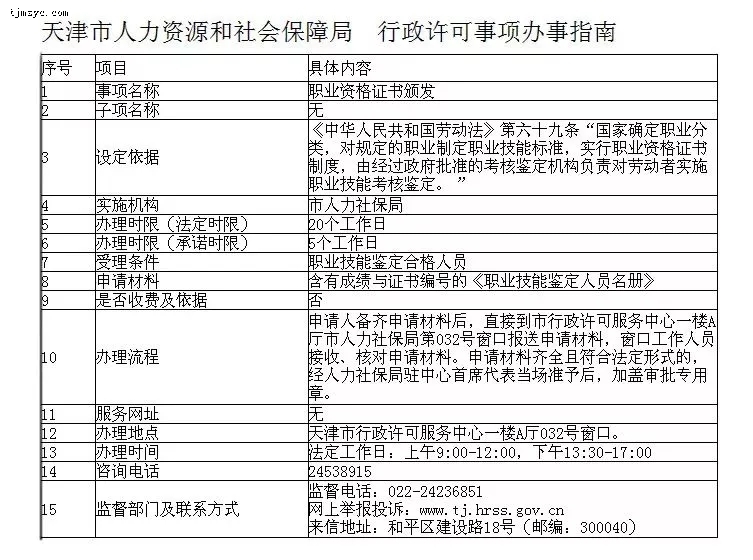 tjmsyc.com
天津市人力资源和社会保障局 行政许可事项办事指南
序号 项目 具体内容
1 事项名称 职业资格证书颁发
2 子项名称 无
3 设定依据 《中华人民共和国劳动法》第六十九条“国家确定职业分
类，对规定的职业制定职业技能标准，实行职业资格证书
制度，由经过政府批准的考核鉴定机构负责对劳动者实施
职业技能考核鉴定。”
4 实施机构 市人力社保局
5 办理时限（法定时限） 20个工作日
6 办理时限（承诺时限） 5个工作日
7 受理条件 职业技能鉴定合格人员
8 申请材料 含有成绩与证书编号的《职业技能鉴定人员名册》
9 是否收费及依据 否
10 办理流程 申请人备齐申请材料后，直接到市行政许可服务中心一楼A
厅市人力社保局第032号窗口报送申请材料，窗口工作人员
接收、核对申请材料。申请材料齐全且符合法定形式的，
经人力社保局驻中心首席代表当场准予后，加盖审批专用
章。
11 服务网址 无
12 办理地点 天津市行政许可服务中心一楼A厅032号窗口。
13 办理时间 法定工作日：上午9:00-12:00，下午13:30-17:00
14 咨询电话 24538915
15 监督部门及联系方式 监督电话：022-24236851
网上举报投诉：www.tj.hrss.gov.cn
来信地址：和平区建设路18号（邮编：300040）